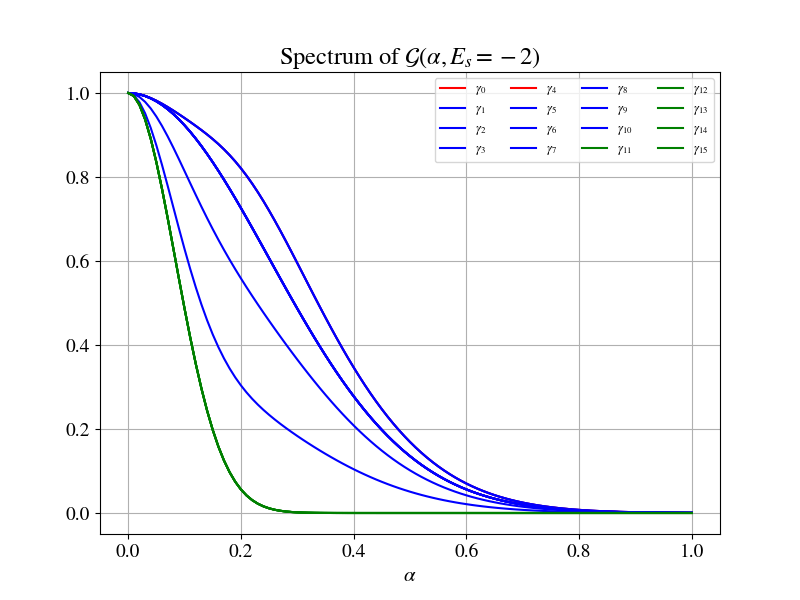 Spectrum of 𝒢(α, E_s = −2)
γ₀ γ₄ γ₈ γ₁₂
γ₁ γ₅ γ₉ γ₁₃
γ₂ γ₆ γ₁₀ γ₁₄
γ₃ γ₇ γ₁₁ γ₁₅
1.0
0.8
0.6
0.4
0.2
0.0
0.0 0.2 0.4 0.6 0.8 1.0
α